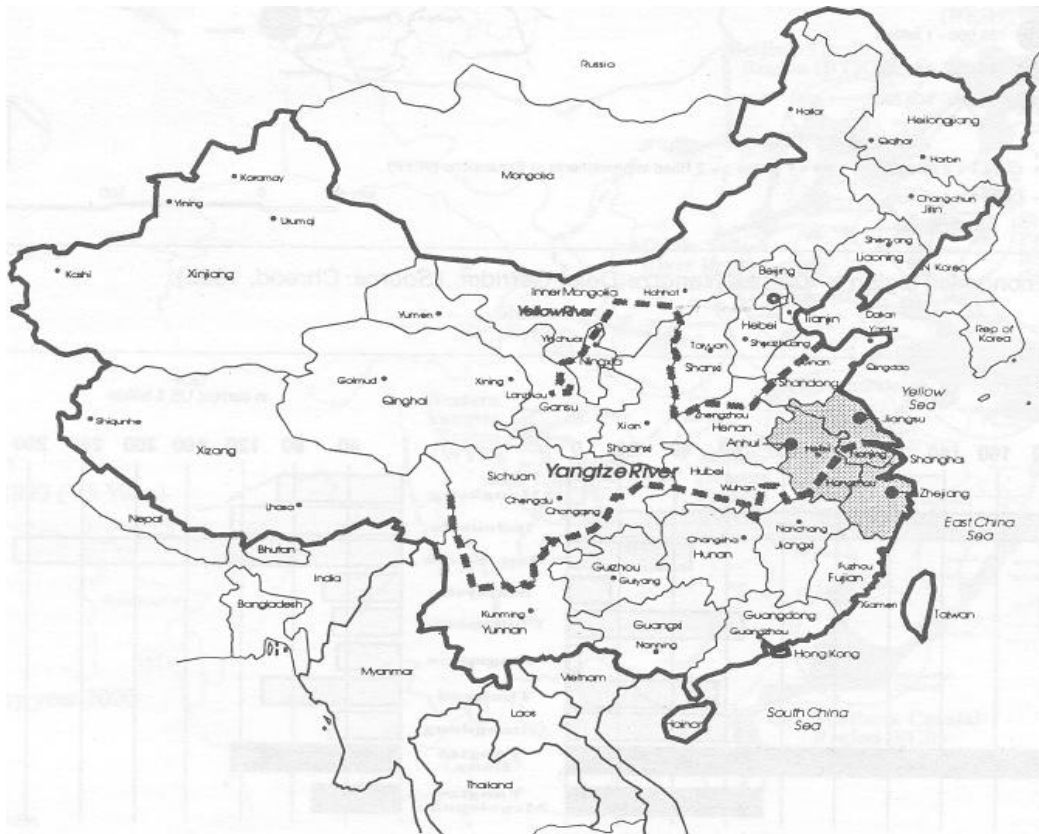 Russia
Hailar
Heilongjiang
Qiqihar
Harbin
Mongolia
Karamay
Yining
Urumqi
Changchun
Jilin
Shenyang
Liaoning
N Korea
Kashi
Xinjiang
Beijing
Inner Mongolia
Hohhot
Yellow River
Yumen
Tianjin
Dalian
Yantai
Hebei
Rep of
Korea
Yinchuan
Ningxia
Taiyuan
Shijiazhuang
Jinan
Shanxi
Qingdao
Golmud
Xining
Qinghai
Lanzhou
Gansu
Shandong
Yellow
Sea
Zhengzhou
Henan
Jiangsu
Shiquanhe
Xian
Shaanxi
Anhui
Hefei
Nanjing
Shanghai
Xizang
Sichuan
Yangtze River
Hubei
Wuhan
Hangzhou
Zhejiang
Chengdu
Chongqing
Lhasa
Nepal
East China
Sea
Nanchang
Jiangxi
Changsha
Hunan
Bhutan
India
Guizhou
Guiyang
Fuzhou
Fujian
Bangladesh
Kunming
Yunnan
Guangxi
Guangdong
Guangzhou
Xiamen
Taiwan
Nanning
Hong Kong
Myanmar
Vietnam
Laos
Hainan
South China
Sea
Thailand